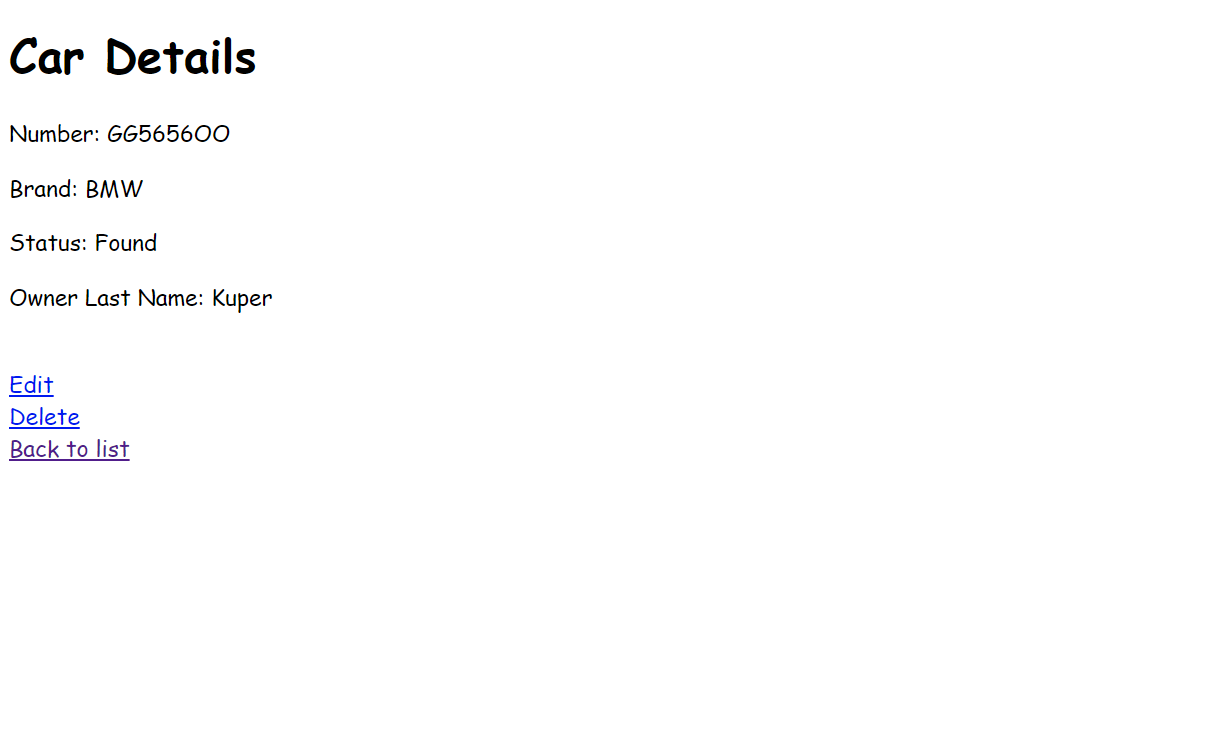 Car Details
Number: GG5656OO
Brand: BMW
Status: Found
Owner Last Name: Kuper
Edit
Delete
Back to list